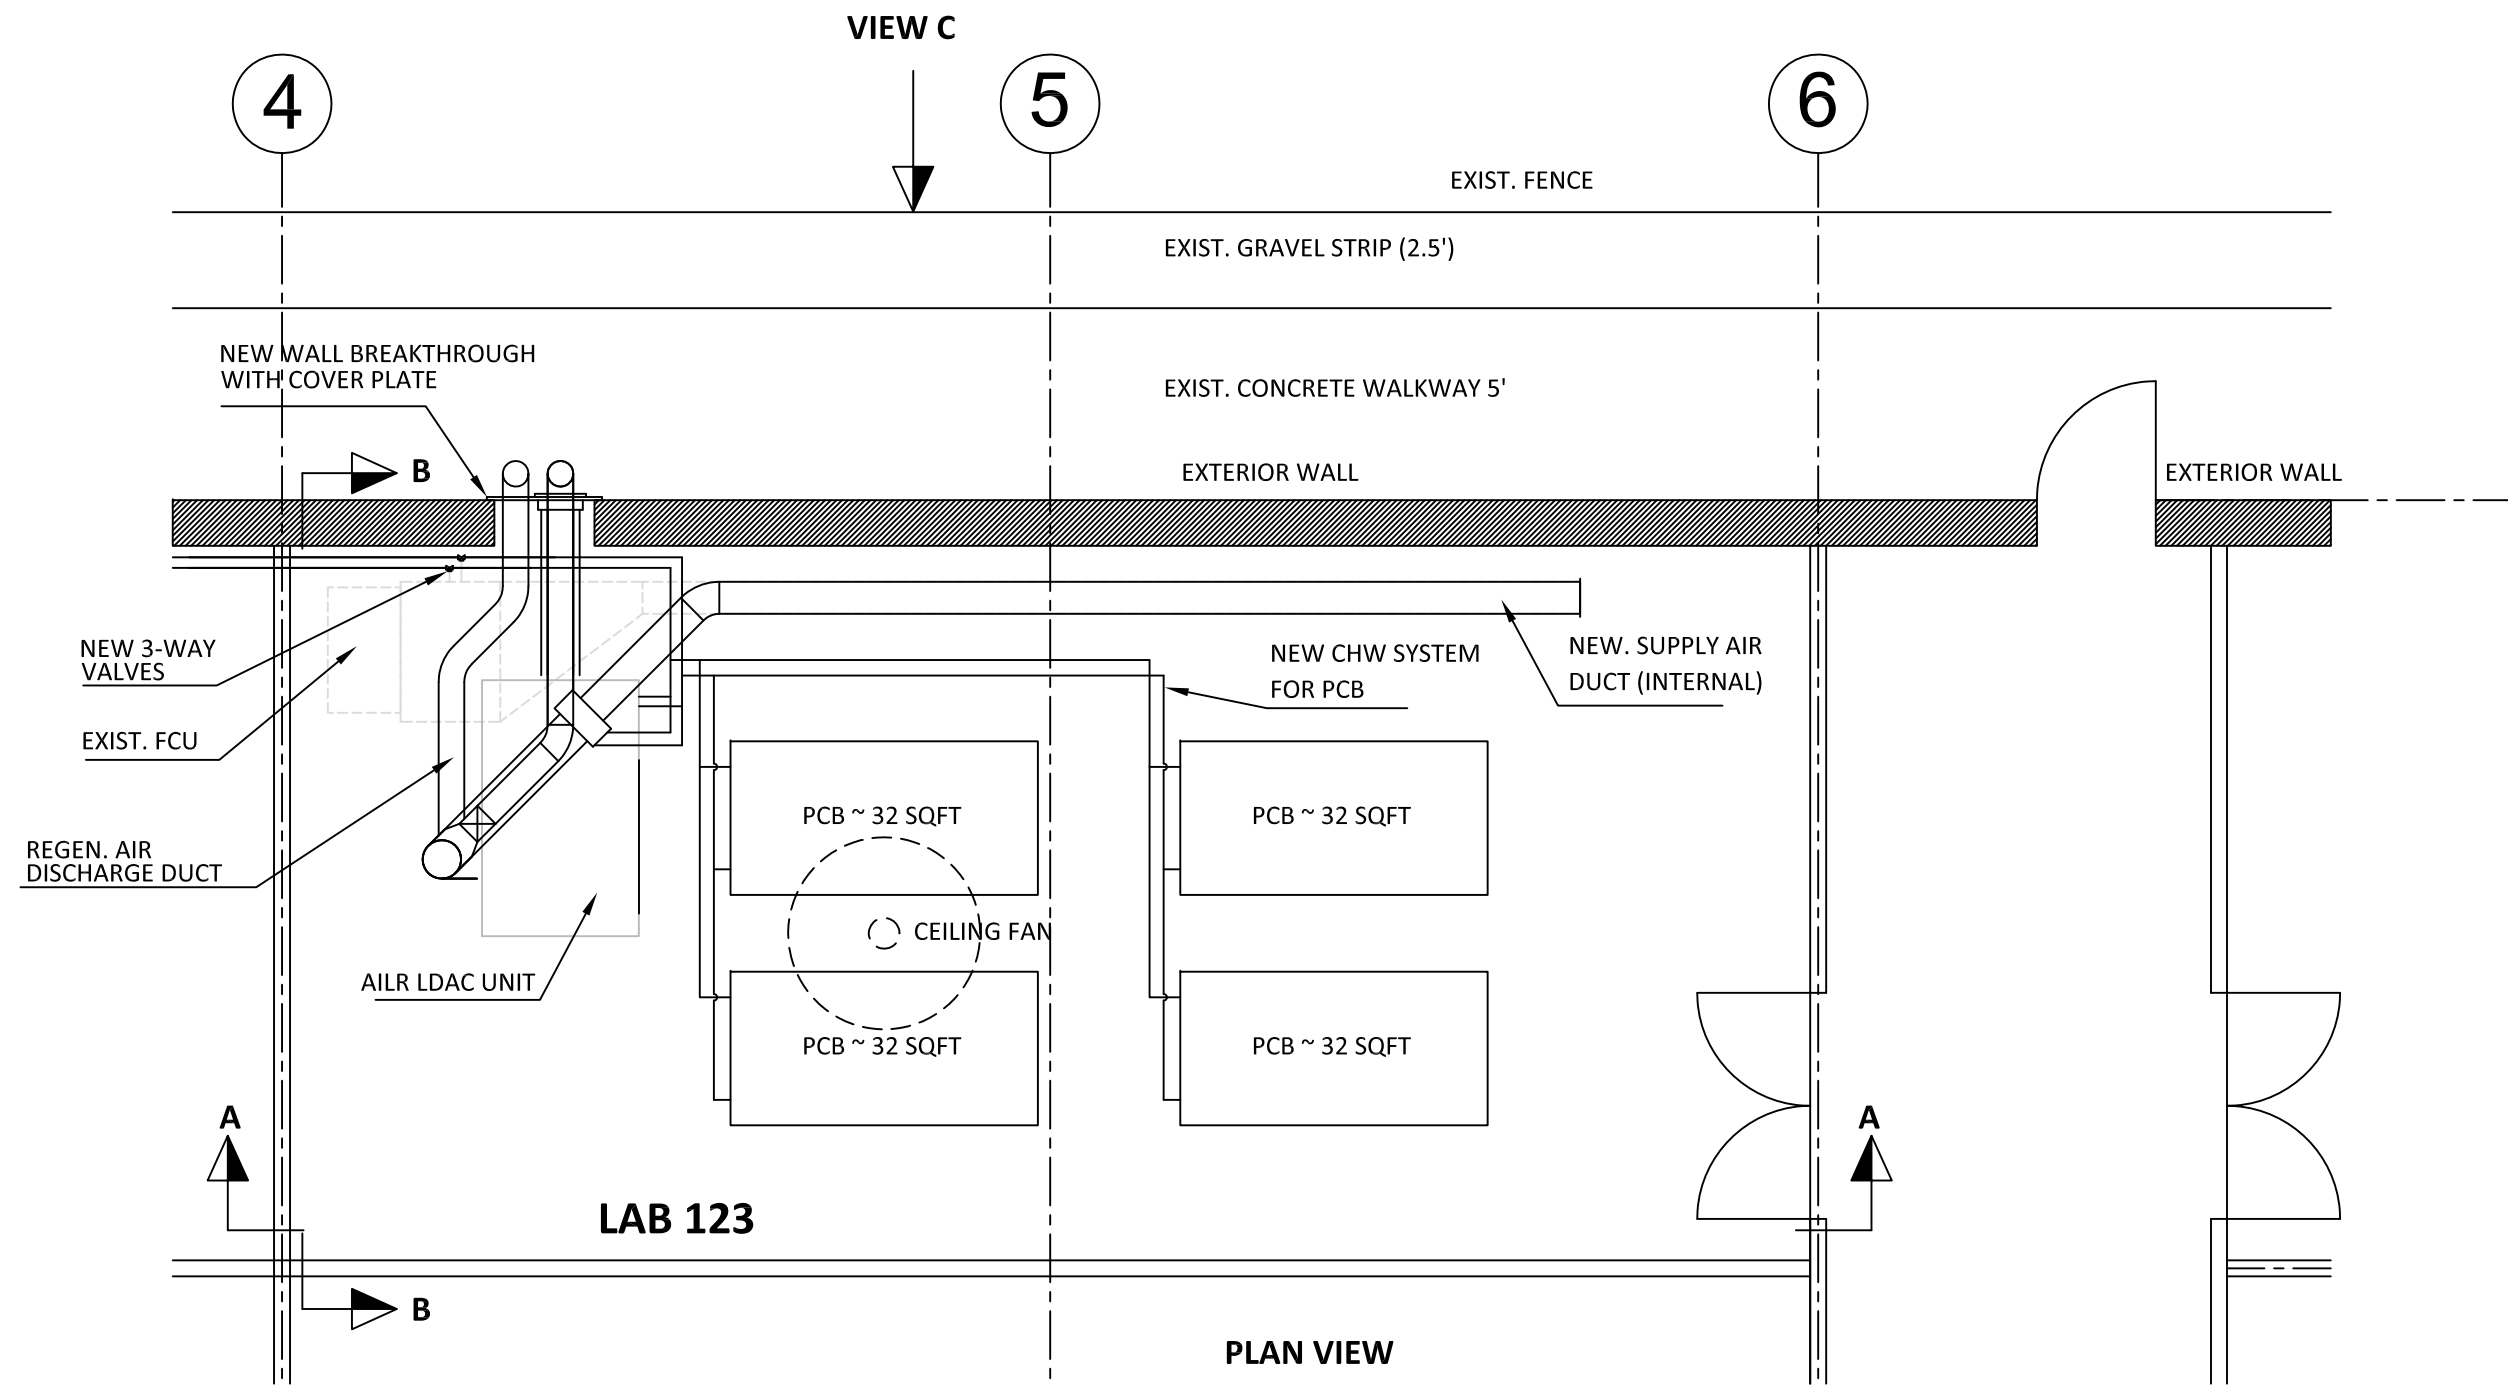 VIEW C
4
5
6
EXIST. FENCE
EXIST. GRAVEL STRIP (2.5')
NEW WALL BREAKTHROUGH
WITH COVER PLATE
EXIST. CONCRETE WALKWAY 5'
B
EXTERIOR WALL
EXTERIOR WALL
NEW 3-WAY
VALVES
NEW CHW SYSTEM
FOR PCB
NEW. SUPPLY AIR
DUCT (INTERNAL)
EXIST. FCU
PCB ~ 32 SQFT
PCB ~ 32 SQFT
REGEN. AIR
DISCHARGE DUCT
CEILING FAN
AILR LDAC UNIT
PCB ~ 32 SQFT
PCB ~ 32 SQFT
A
A
LAB 123
B
PLAN VIEW